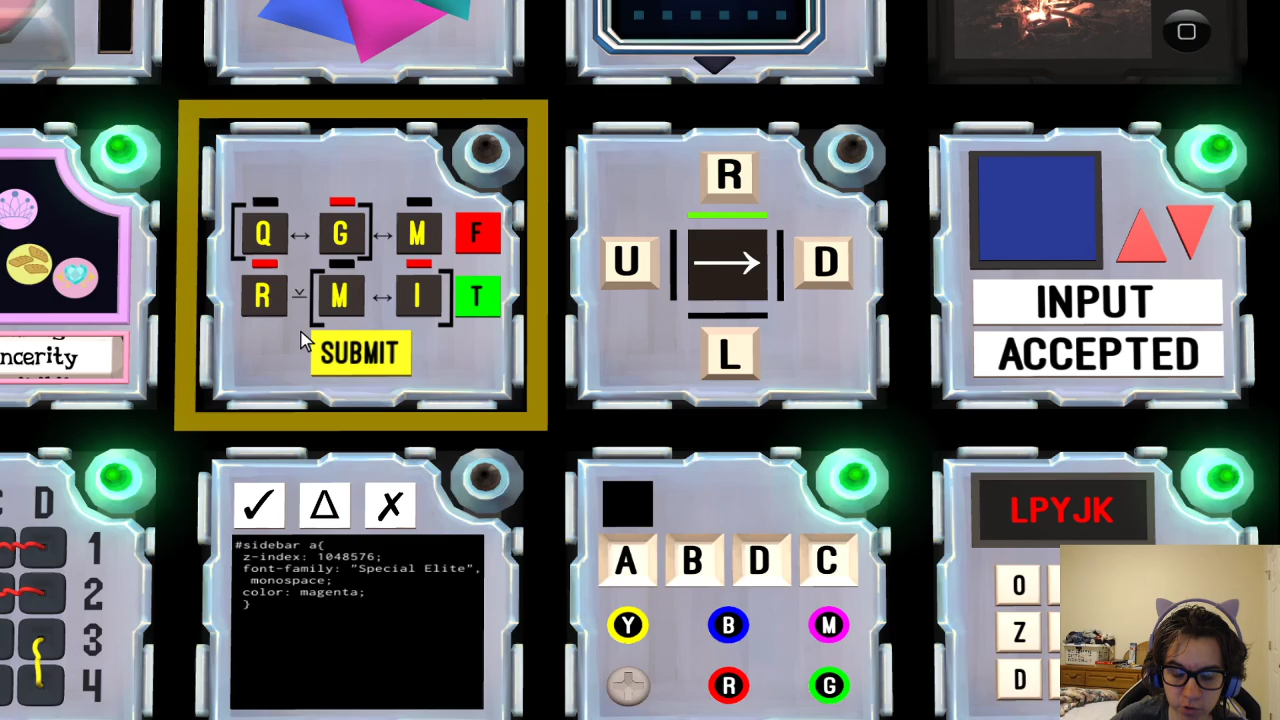 Q ↔ G ↔ M F
R ⊻ M ↔ I T
SUBMIT
R
U → D
L
INPUT
ACCEPTED
ncerity
D
1
2
3
4
✓ Δ ✗
#sidebar a{
z-index: 1048576;
font-family: "Special Elite",
monospace;
color: magenta;
}
A B D C
Y B M
R G
LPYJK
O
Z
D